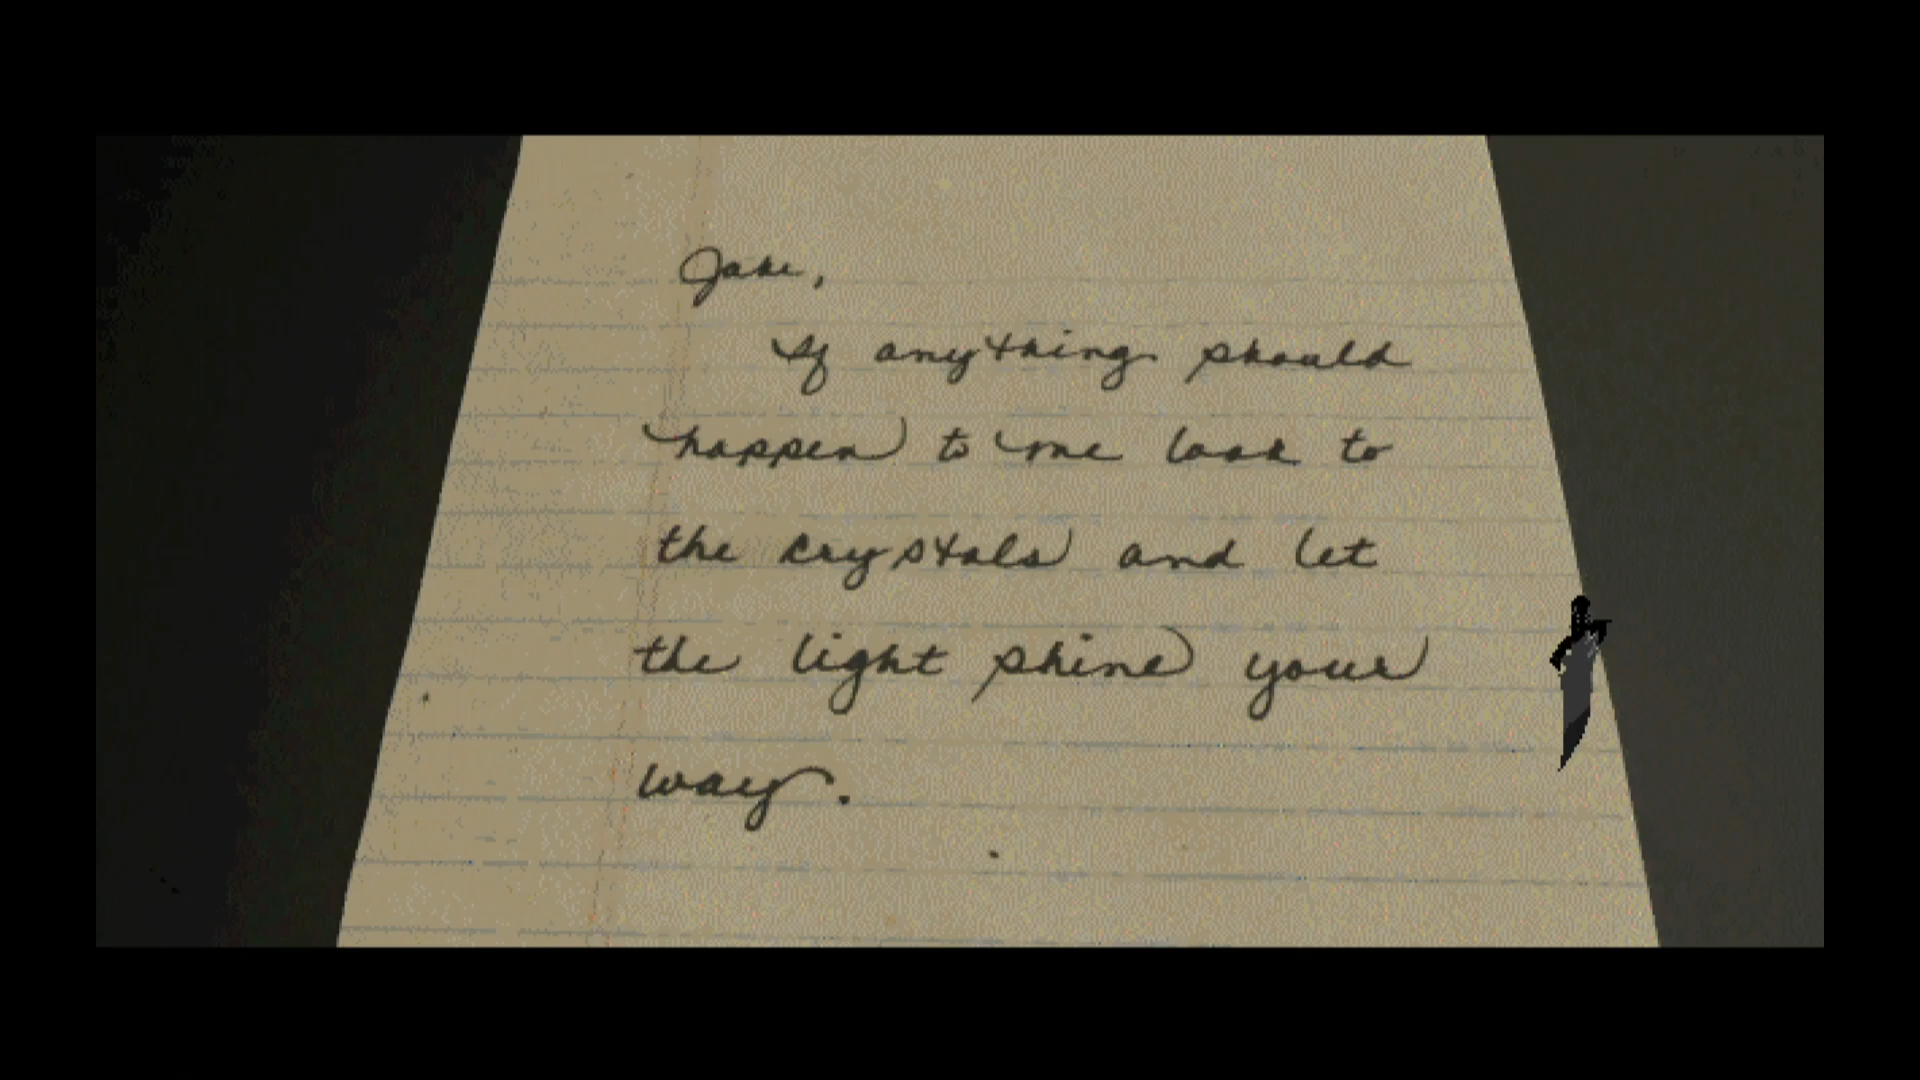 Jake,
If anything should
happen to me look to
the crystals and let
the light shine your
way.